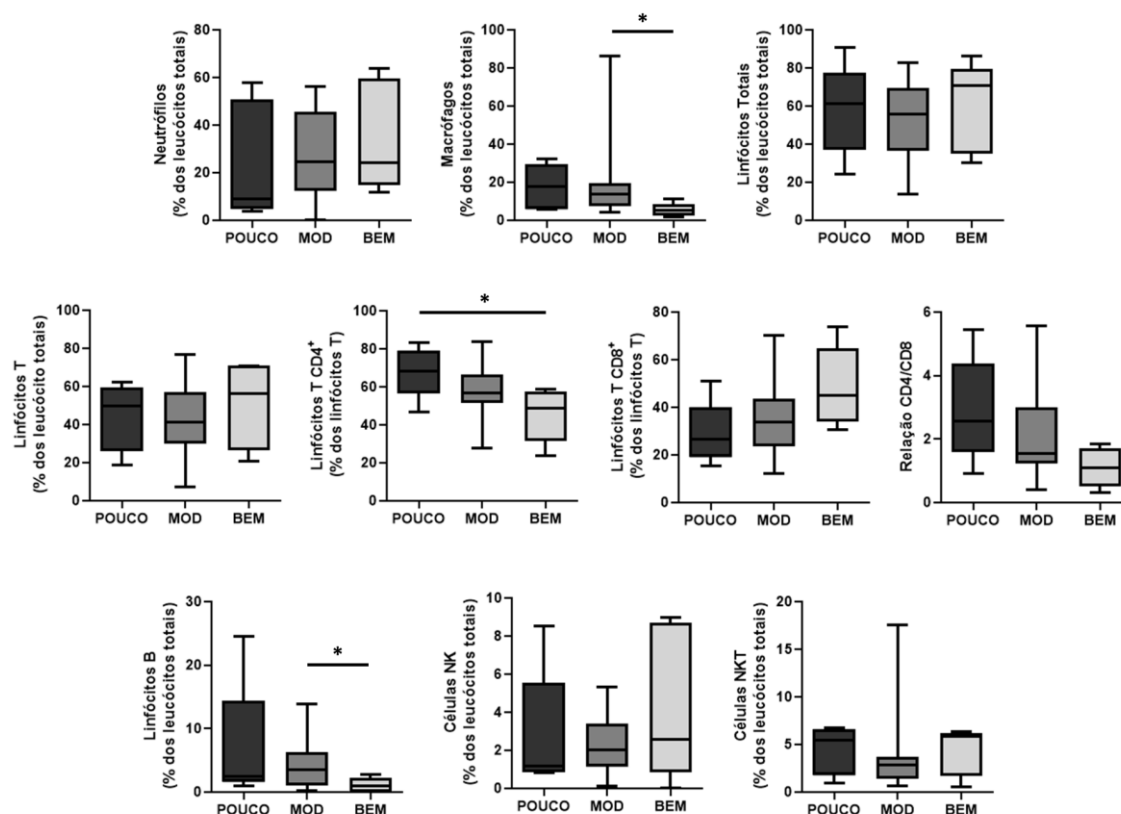 Neutrófilos
(% dos leucócitos totais)
80
60
40
20
0
POUCO MOD BEM
Macrófagos
(% dos leucócitos totais)
100
80
60
40
20
0
*
POUCO MOD BEM
Linfócitos Totais
(% dos leucócitos totais)
100
80
60
40
20
0
POUCO MOD BEM
Linfócitos T
(% dos leucócito totais)
100
80
60
40
20
0
POUCO MOD BEM
Linfócitos T CD4⁺
(% dos liinfócitos T)
100
80
60
40
20
0
*
POUCO MOD BEM
Linfócitos T CD8⁺
(% dos linfócitos T)
80
60
40
20
0
POUCO MOD BEM
Relação CD4/CD8
6
4
2
0
POUCO MOD BEM
Linfócitos B
(% dos leucócitos totais)
30
20
10
0
*
POUCO MOD BEM
Células NK
(% dos leucócitos totais)
10
8
6
4
2
0
POUCO MOD BEM
Células NKT
(% dos leucócitos totais)
20
15
10
5
0
POUCO MOD BEM